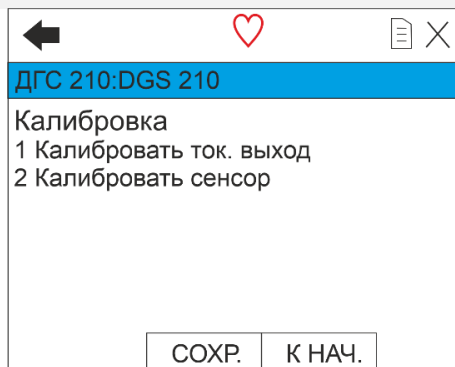 ДГС 210:DGS 210
Калибровка
1 Калибровать ток. выход
2 Калибровать сенсор
СОХР. К НАЧ.